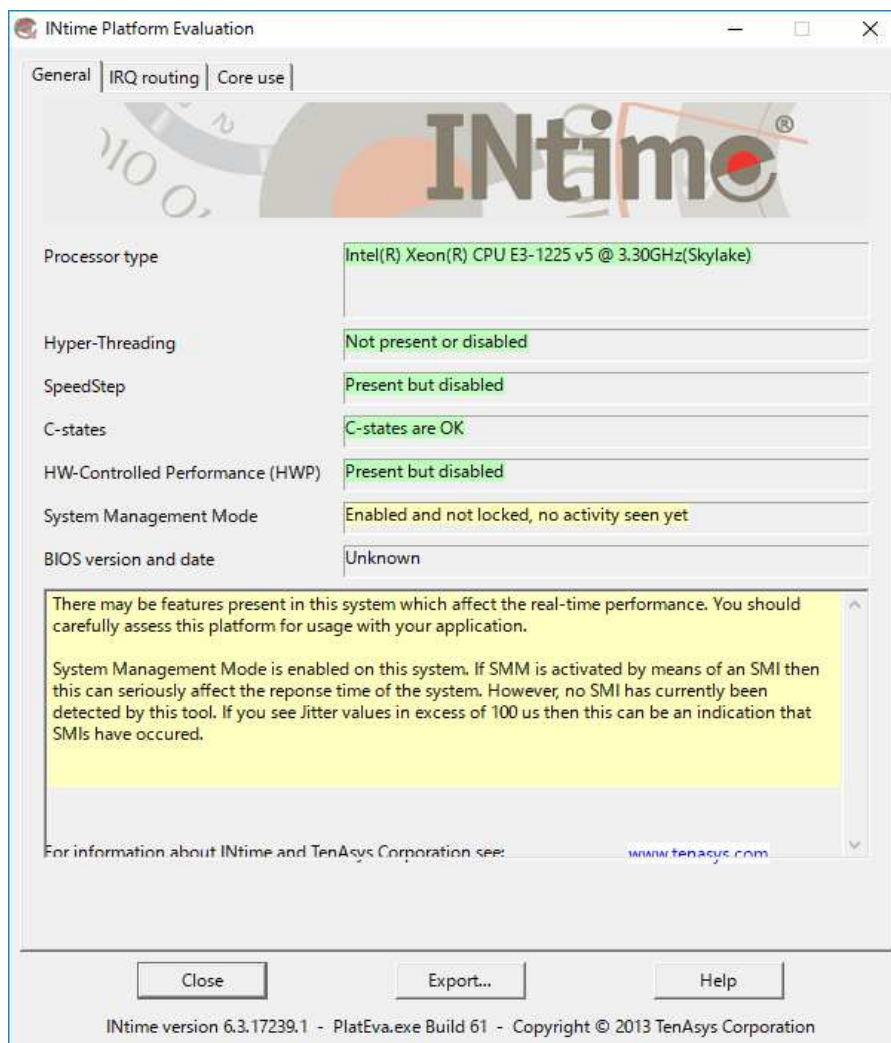 INtime Platform Evaluation
General
IRQ routing
Core use
INtime®
Processor type
Intel(R) Xeon(R) CPU E3-1225 v5 @ 3.30GHz(Skylake)
Hyper-Threading
Not present or disabled
SpeedStep
Present but disabled
C-states
C-states are OK
HW-Controlled Performance (HWP)
Present but disabled
System Management Mode
Enabled and not locked, no activity seen yet
BIOS version and date
Unknown
There may be features present in this system which affect the real-time performance. You should
carefully assess this platform for usage with your application.
System Management Mode is enabled on this system. If SMM is activated by means of an SMI then
this can seriously affect the reponse time of the system. However, no SMI has currently been
detected by this tool. If you see Jitter values in excess of 100 us then this can be an indication that
SMIs have occured.
For information about INtime and TenAsys Corporation see:
www.tenasys.com
Close
Export...
Help
INtime version 6.3.17239.1 - PlatEva.exe Build 61 - Copyright © 2013 TenAsys Corporation